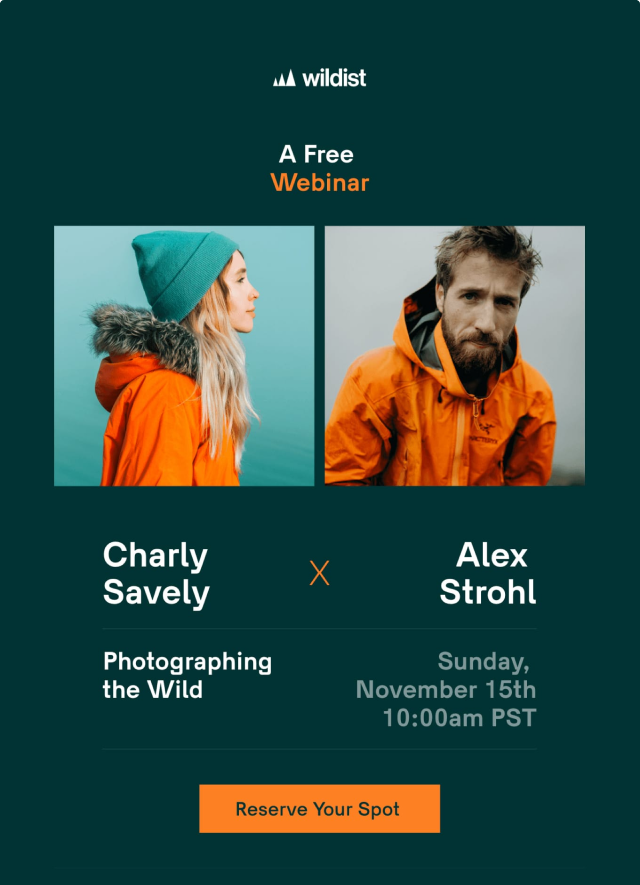 wildist
A Free
Webinar
Charly
Savely
X
Alex
Strohl
Photographing
the Wild
Sunday,
November 15th
10:00am PST
Reserve Your Spot